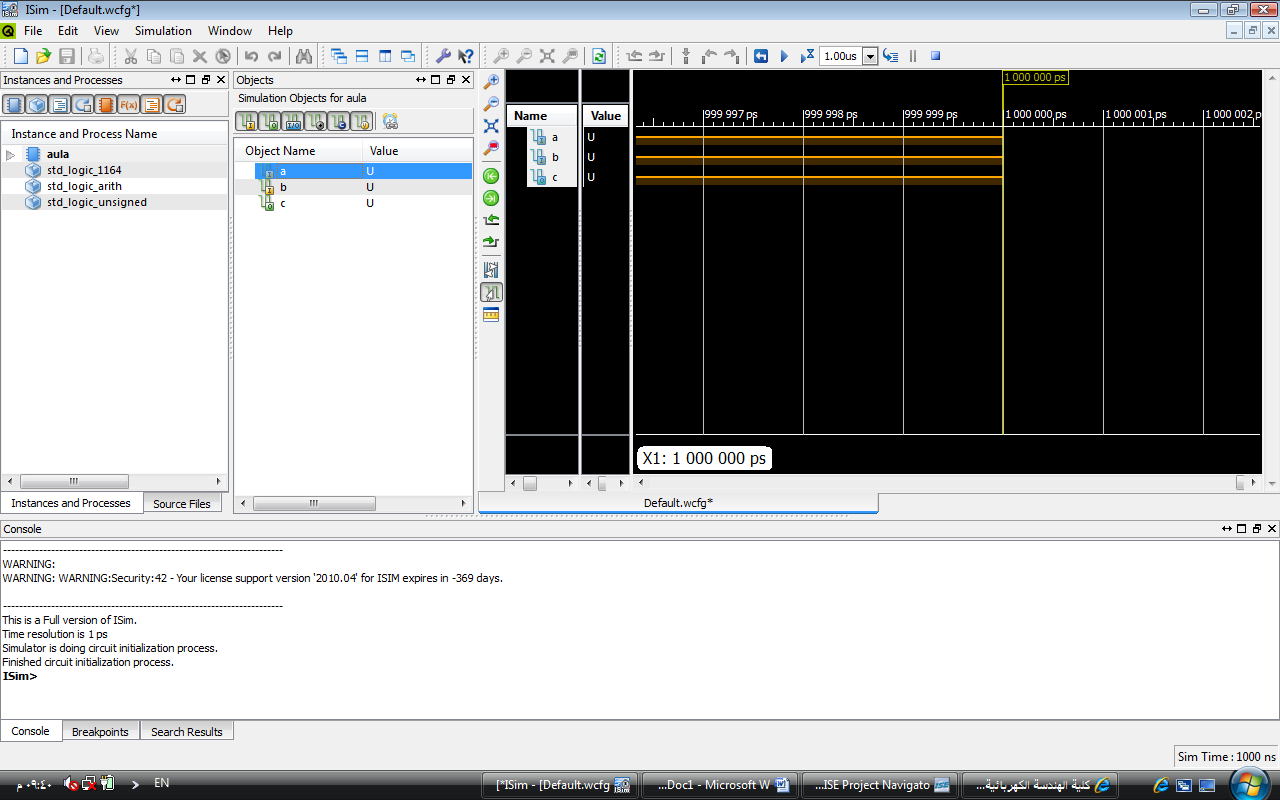 ISim - [Default.wcfg*]
File Edit View Simulation Window Help
1.00us
Instances and Processes
F(x)
Instance and Process Name
aula
std_logic_1164
std_logic_arith
std_logic_unsigned
Instances and Processes Source Files
Objects
Simulation Objects for aula
Object Name Value
a U
b U
c U
Name Value
a U
b U
c U
1 000 000 ps
999 997 ps 999 998 ps 999 999 ps 1 000 000 ps 1 000 001 ps 1 000 002 ps
X1: 1 000 000 ps
Default.wcfg*
Console
WARNING:
WARNING: WARNING:Security:42 - Your license support version '2010.04' for ISIM expires in -369 days.
This is a Full version of ISim.
Time resolution is 1 ps
Simulator is doing circuit initialization process.
Finished circuit initialization process.
ISim>
Console Breakpoints Search Results
Sim Time : 1000 ns
٠٩:٤٠ م EN [*ISim - [Default.wcfg ...Doc1 - Microsoft W ...ISE Project Navigato كلية الهندسة الكهربائية...